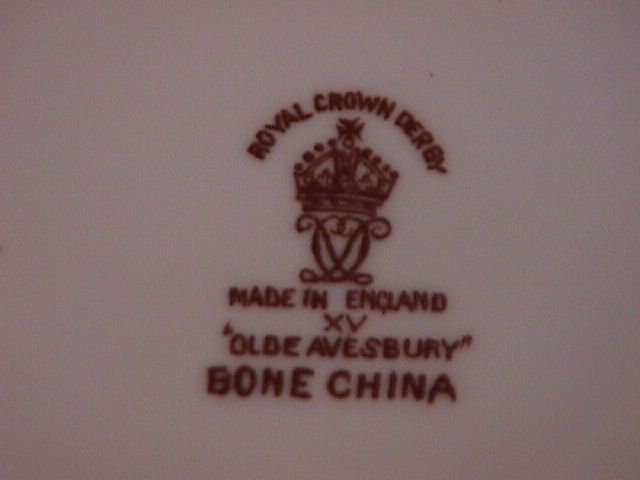 ROYAL CROWN DERBY
MADE IN ENGLAND
XV
"OLDE AVESBURY"
BONE CHINA